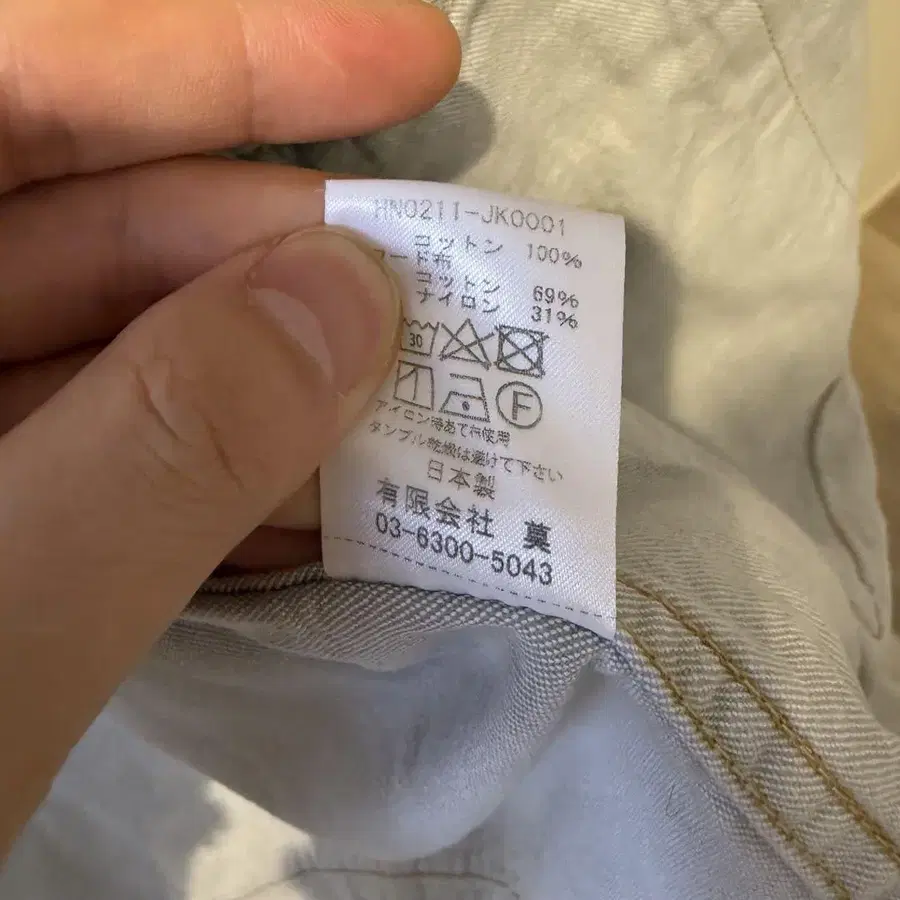 HN0211-JK0001
コットン 100%
フード布
コットン 69%
ナイロン 31%
30
F
アイロン時あて布使用
タンブル乾燥は避けて下さい
日本製
有限会社 莫
03-6300-5043